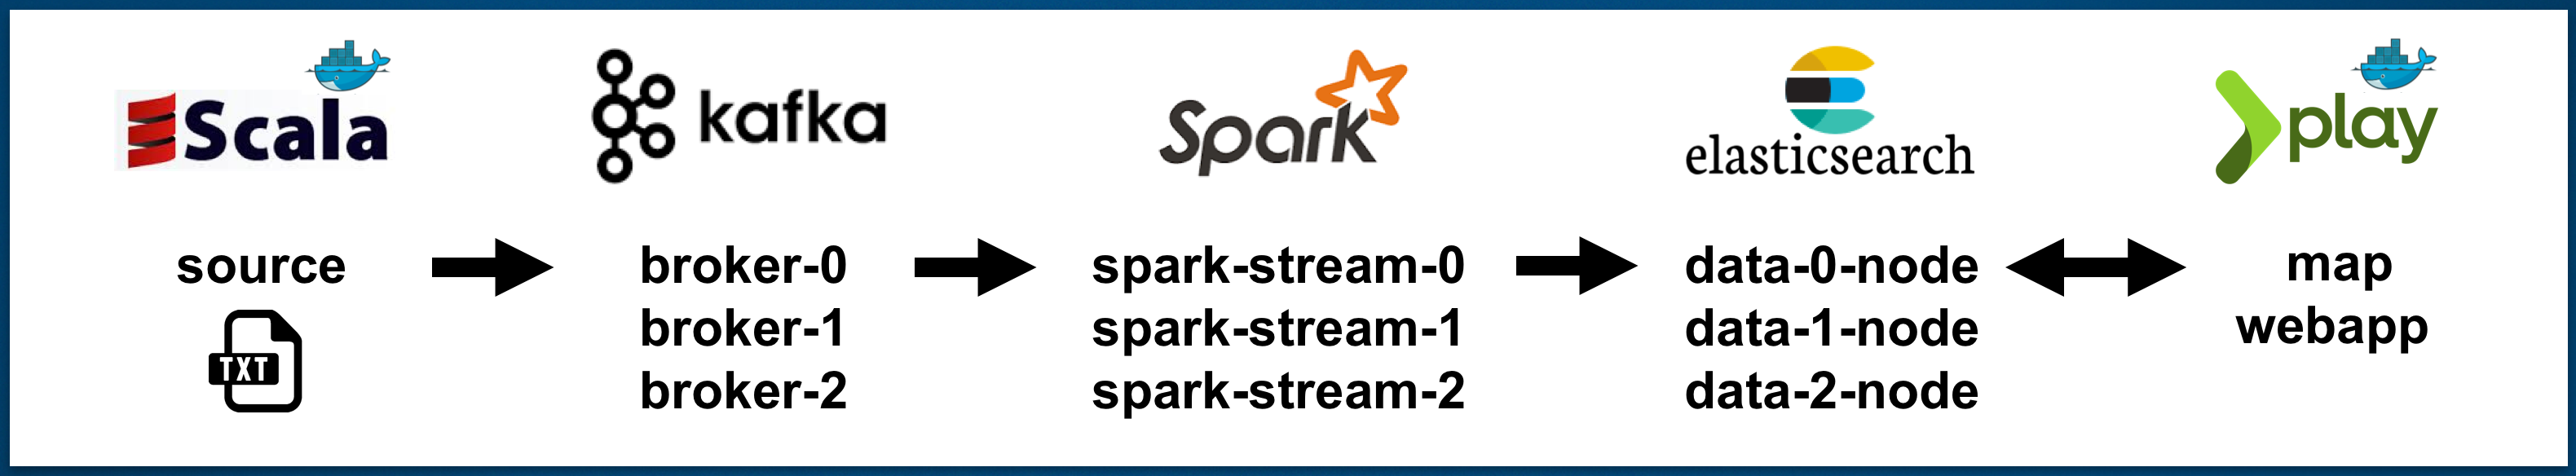 Scala
kafka
Spark
elasticsearch
play
source
broker-0
spark-stream-0
data-0-node
map
TXT
broker-1
spark-stream-1
data-1-node
webapp
broker-2
spark-stream-2
data-2-node